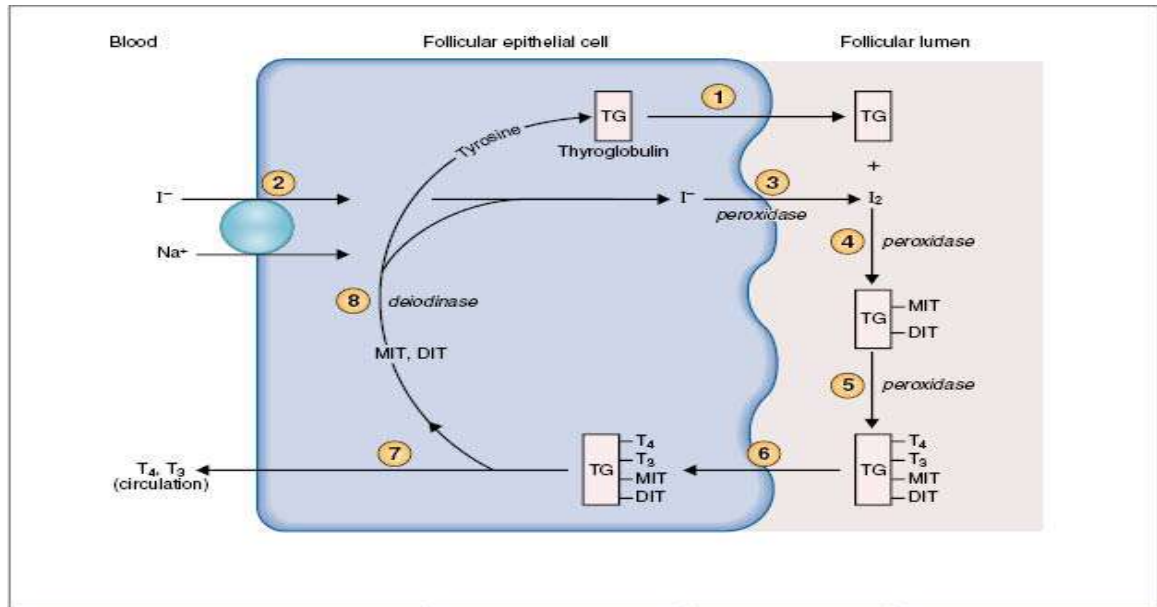 Blood
Follicular epithelial cell
Follicular lumen
1
TG
TG
Thyroglobulin
Tyrosine
+
2
3
I⁻
I⁻
I₂
peroxidase
4
peroxidase
Na⁺
8
deiodinase
TG
MIT
DIT
MIT, DIT
5
peroxidase
7
6
T₄, T₃
(circulation)
TG
T₄
T₃
MIT
DIT
TG
T₄
T₃
MIT
DIT